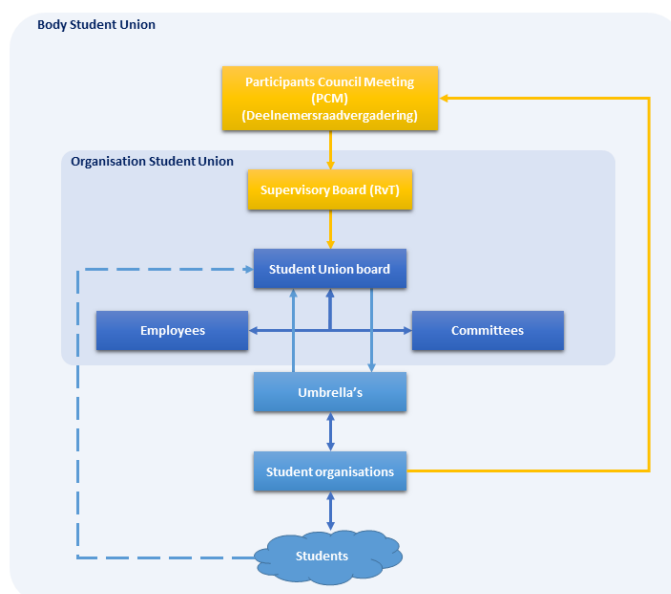 Body Student Union
Participants Council Meeting
(PCM)
(Deelnemersraadvergadering)
Organisation Student Union
Supervisory Board (RvT)
Student Union board
Employees
Committees
Umbrella's
Student organisations
Students